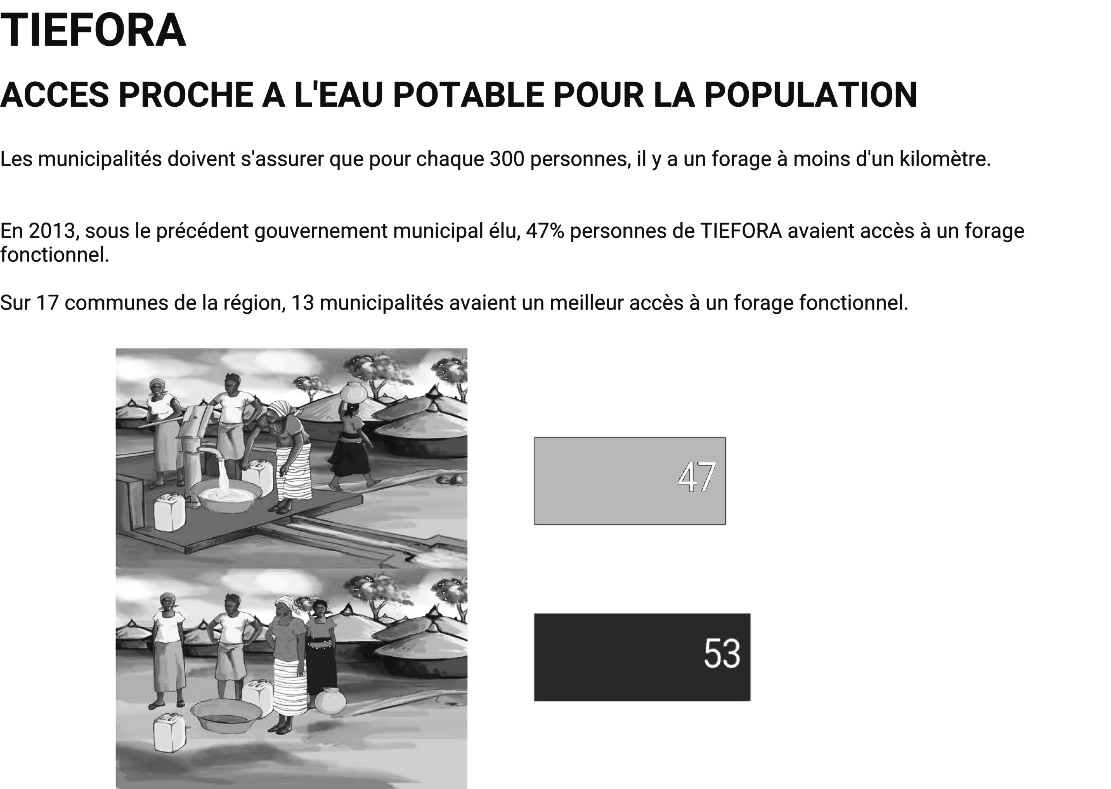 TIEFORA
ACCES PROCHE A L'EAU POTABLE POUR LA POPULATION
Les municipalités doivent s'assurer que pour chaque 300 personnes, il y a un forage à moins d'un kilomètre.
En 2013, sous le précédent gouvernement municipal élu, 47% personnes de TIEFORA avaient accès à un forage
fonctionnel.
Sur 17 communes de la région, 13 municipalités avaient un meilleur accès à un forage fonctionnel.
47
53